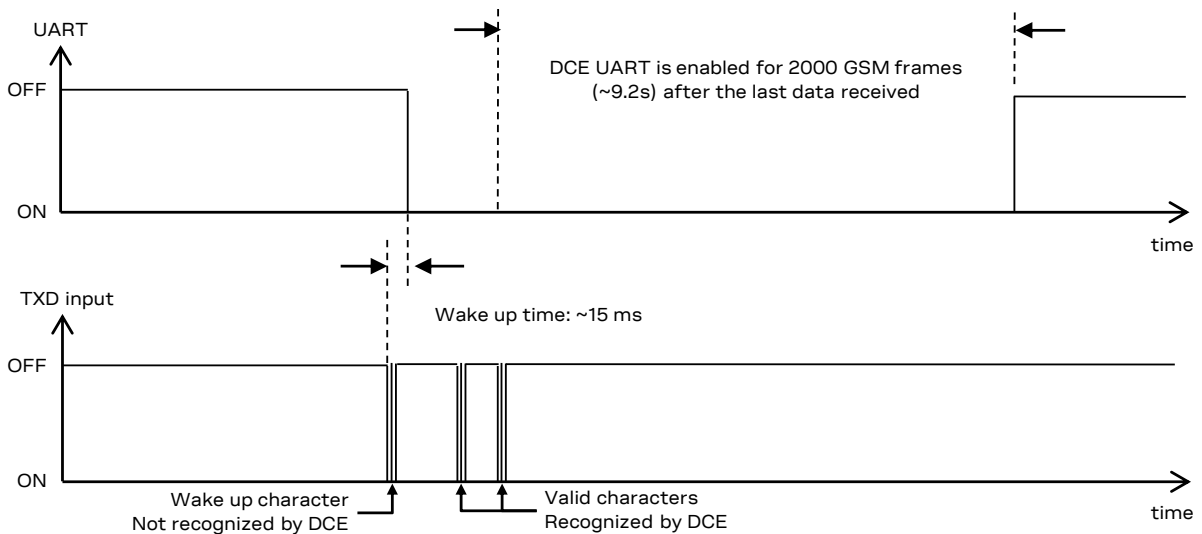 UART
OFF
DCE UART is enabled for 2000 GSM frames
(~9.2s) after the last data received
ON
time
TXD input
Wake up time: ~15 ms
OFF
ON
Wake up character
Not recognized by DCE
Valid characters
Recognized by DCE
time